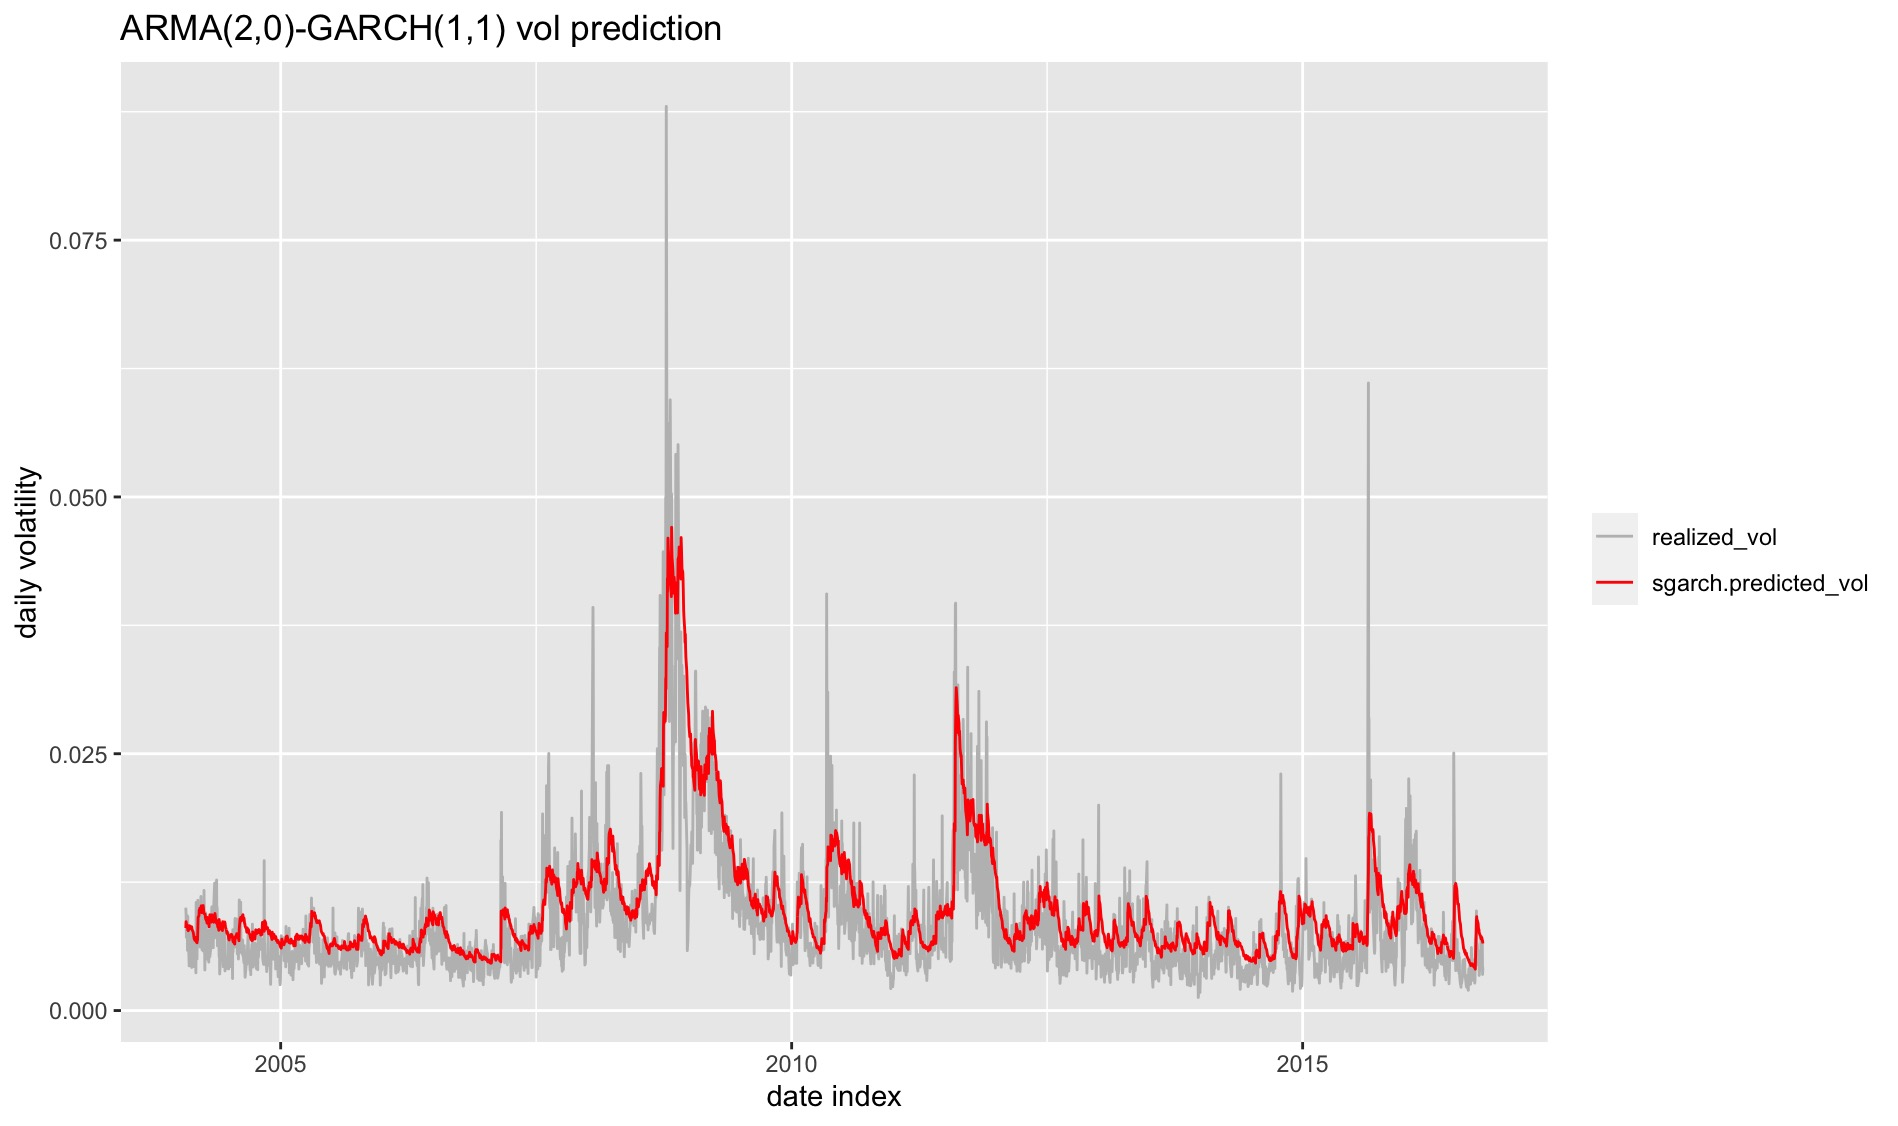 ARMA(2,0)-GARCH(1,1) vol prediction
daily volatility
0.075
0.050
0.025
0.000
2005
2010
2015
date index
realized_vol
sgarch.predicted_vol